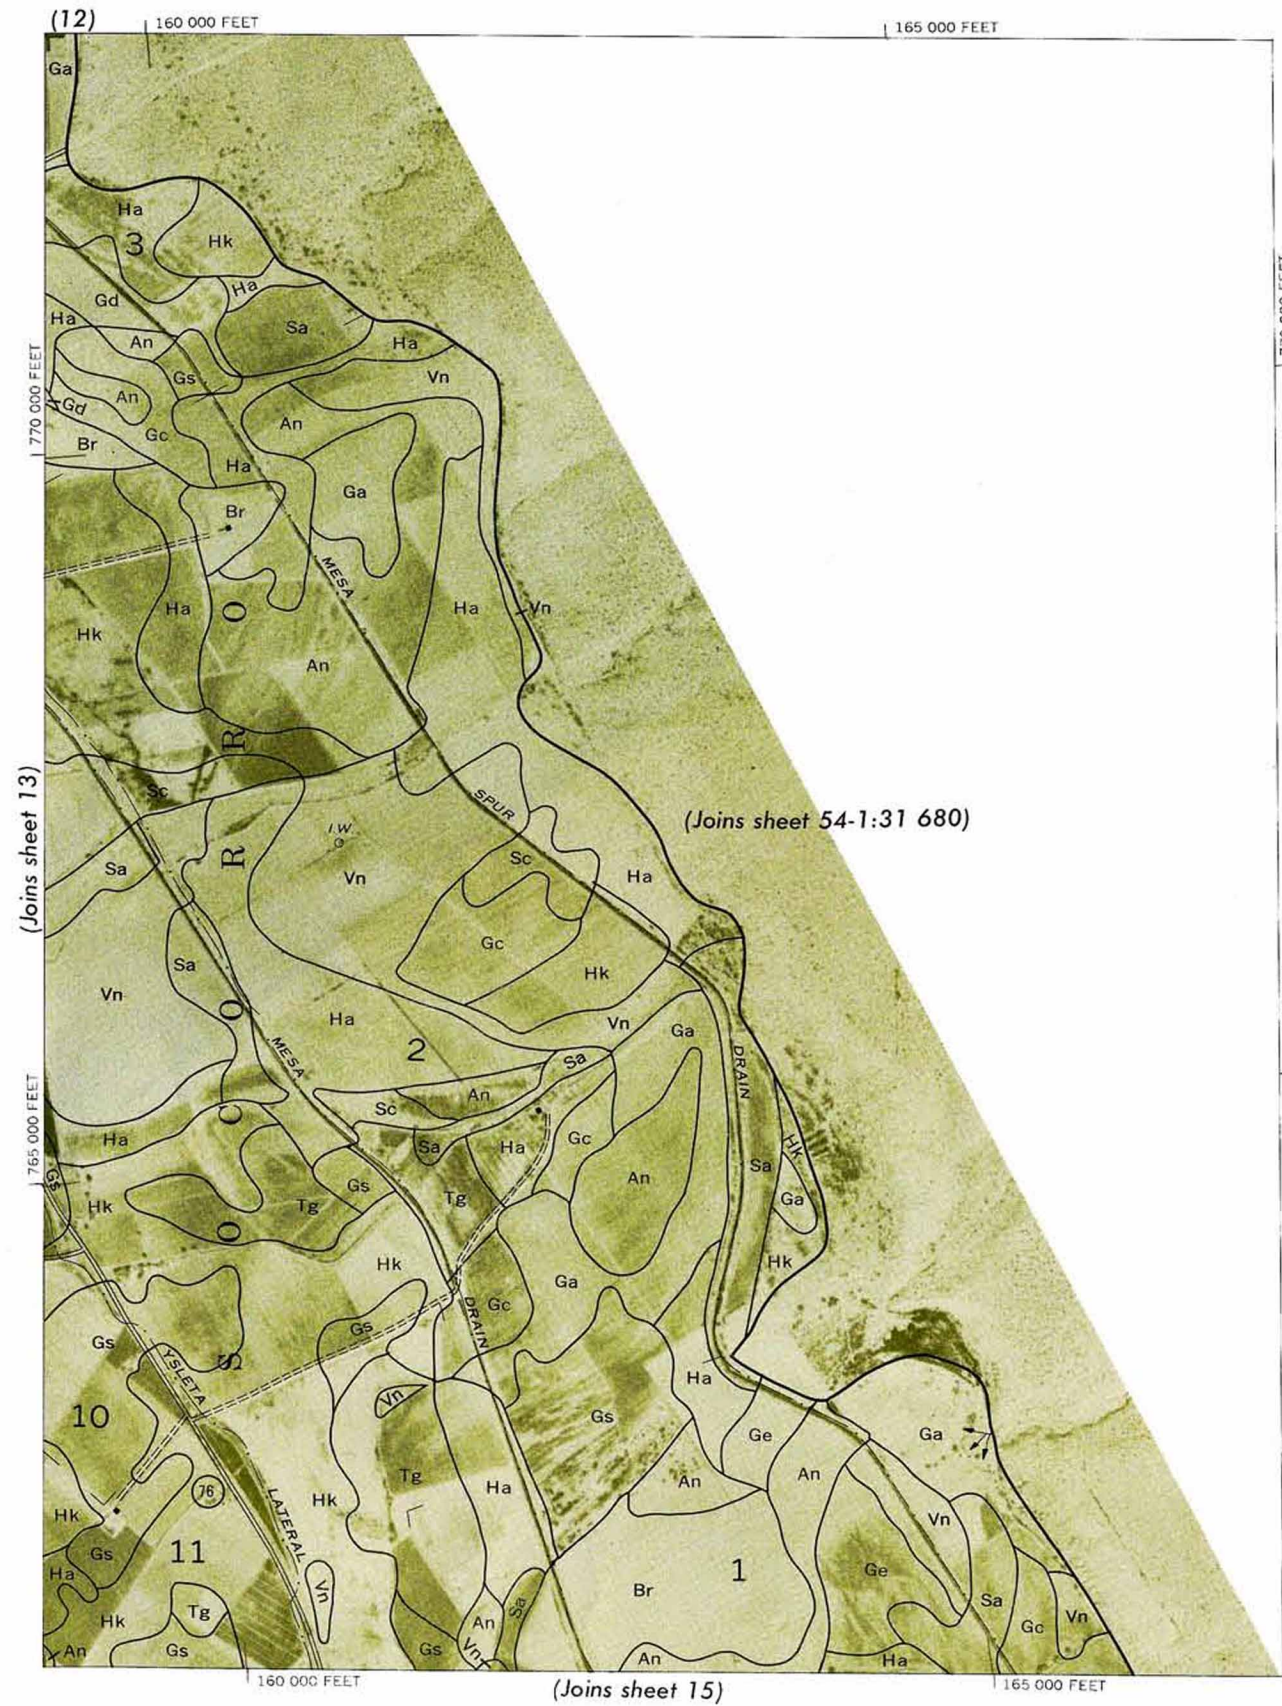 (12)
160 000 FEET
165 000 FEET
Ga
Ha
3
Hk
Ha
Gd
Ha
Sa
An
Ha
Gs
Vn
An
Gd
An
Gc
Br
Ha
770 000 FEET
Ga
Br
MESA
Ha
O
Ha
Vn
Hk
An
R
Sc
SPUR
(Joins sheet 54-1:31 680)
I.W.
R
Sc
Sa
Vn
Ha
(Joins sheet 13)
Gc
Sa
Hk
Vn
O
Ha
Vn
Ga
MESA
2
Sa
DRAIN
An
Sc
C
765 000 FEET
Ha
Sa
Ha
Gc
Hk
Sa
Gs
An
Gs
Tg
Ga
Hk
Tg
O
Hk
Hk
Ga
Gc
DRAIN
Gs
Gs
YSLETA
S
Ha
Vn
10
Gs
Ge
Ga
Tg
An
An
Ha
76
Hk
Hk
LATERAL
Vn
Gs
11
Ha
1
Ge
Vn
Br
Sa
Tg
Sa
Vn
Hk
An
Gc
An
Gs
Gs
Vn
An
Ha
160 000 FEET
165 000 FEET
(Joins sheet 15)